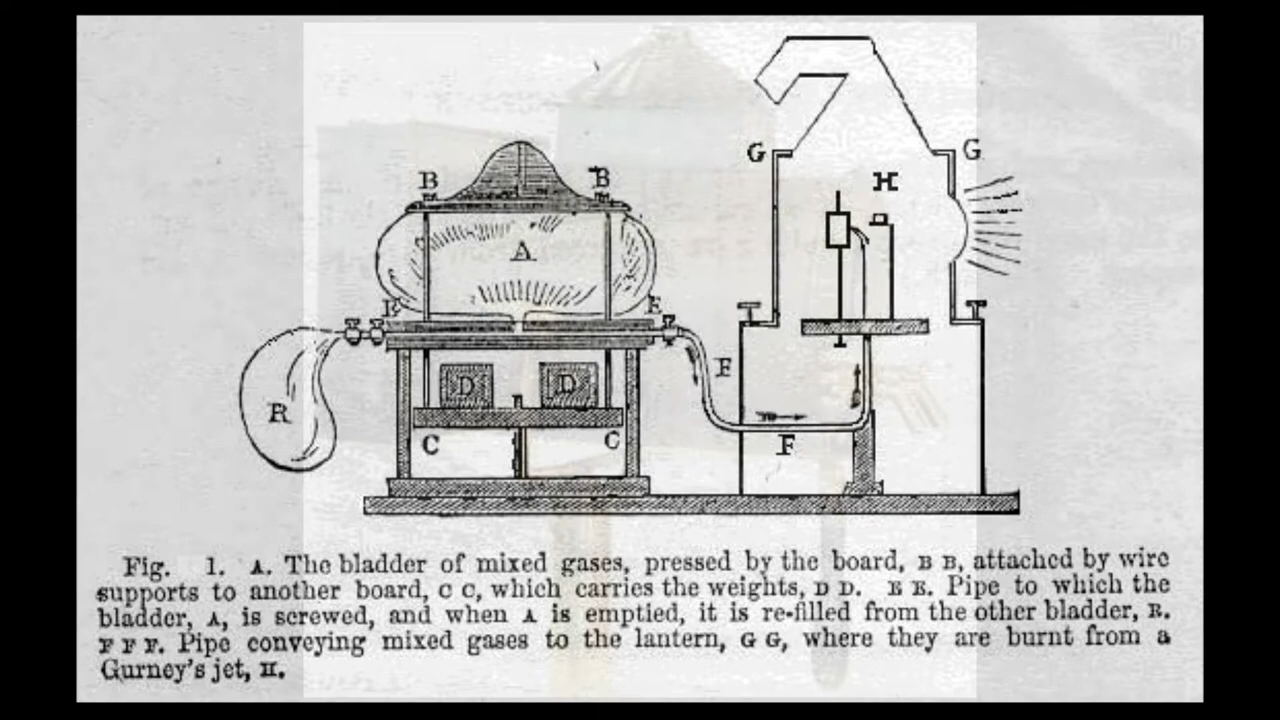 G
G
H
B
B
A
E
E
D
D
F
R
C
C
F
Fig. 1. A. The bladder of mixed gases, pressed by the board, B B, attached by wire
supports to another board, C C, which carries the weights, D D. E E. Pipe to which the
bladder, A, is screwed, and when A is emptied, it is re-filled from the other bladder, R.
F F F. Pipe conveying mixed gases to the lantern, G G, where they are burnt from a
Gurney's jet, H.